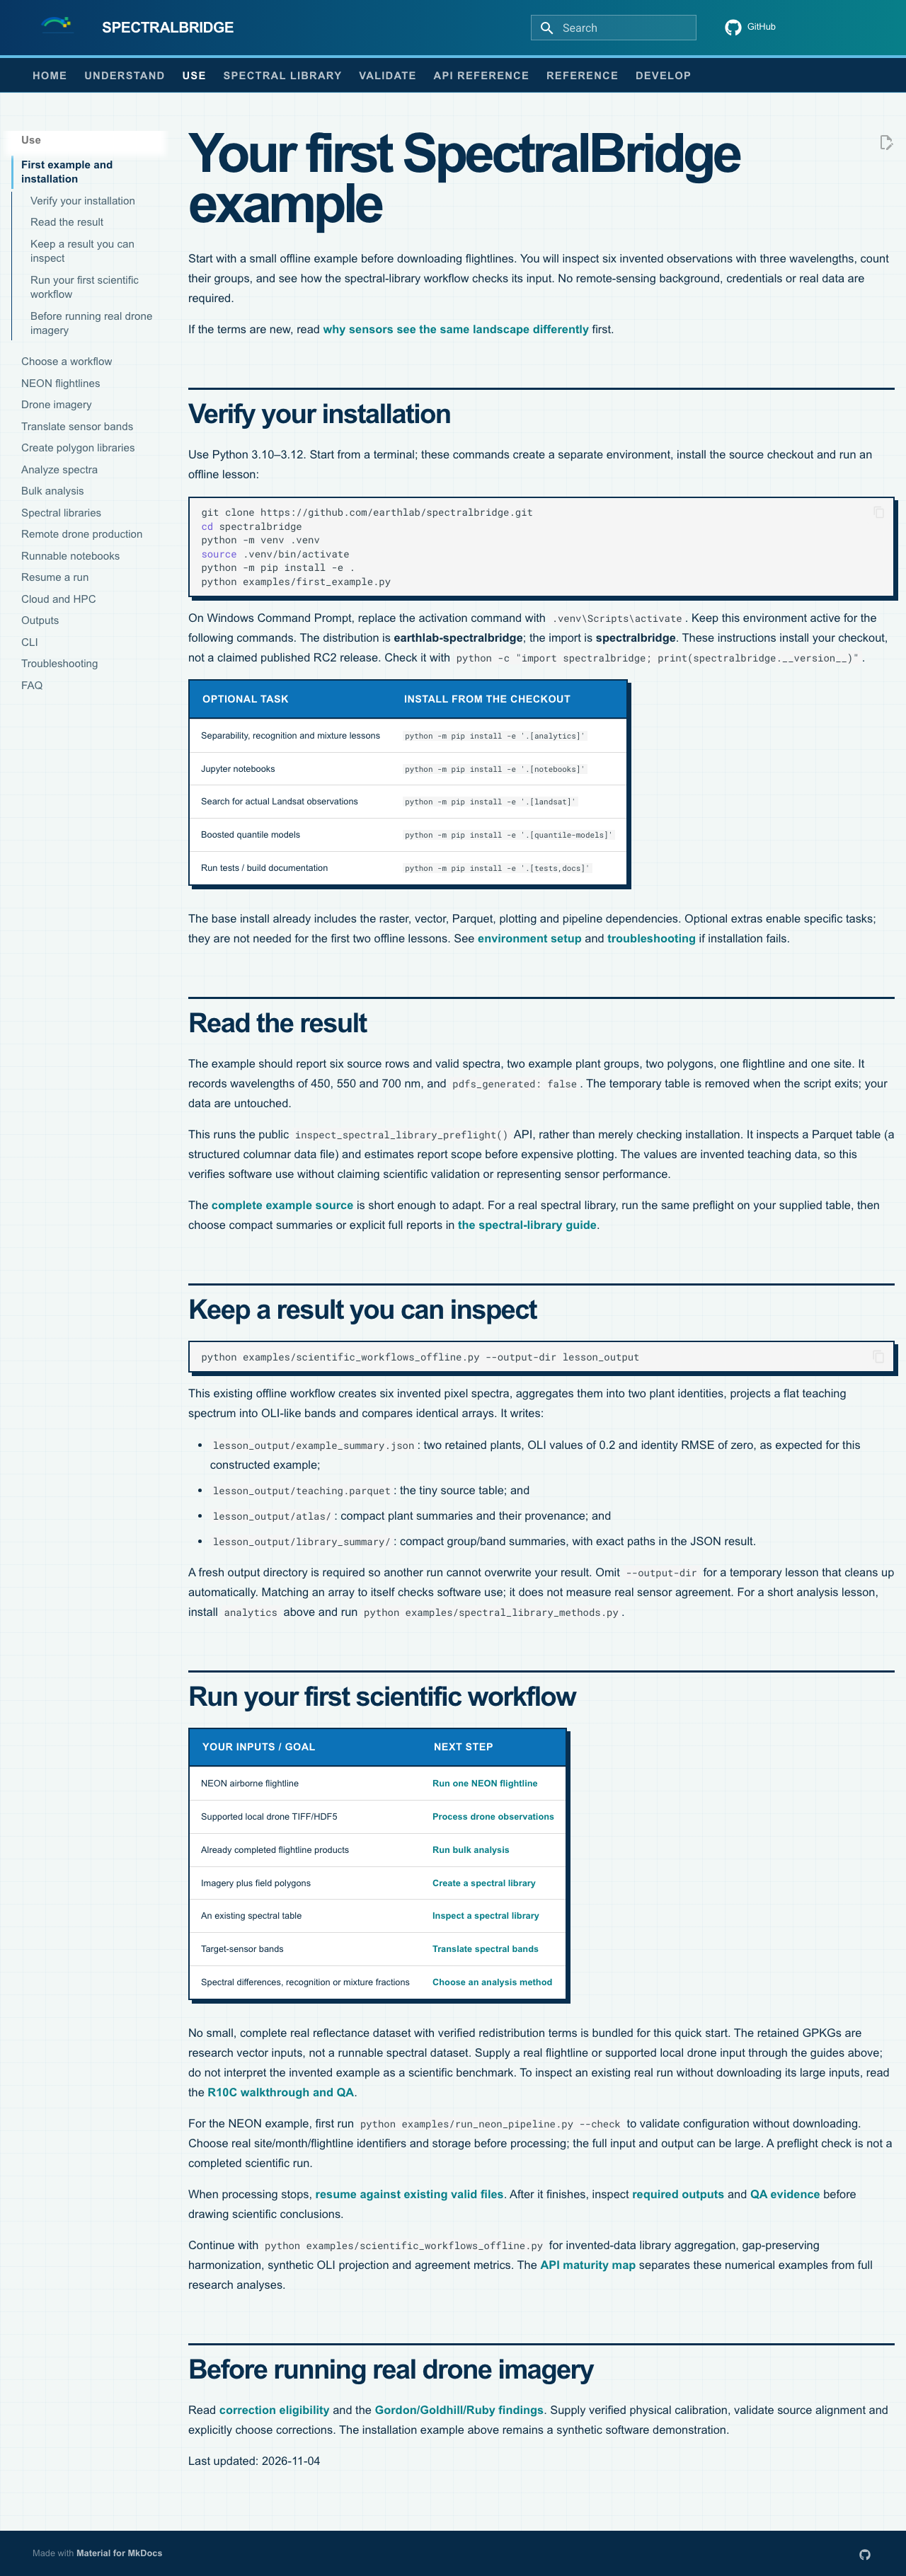 SPECTRALBRIDGE
Search
GitHub
HOME UNDERSTAND USE SPECTRAL LIBRARY VALIDATE API REFERENCE REFERENCE DEVELOP
Use
First example and
installation
Verify your installation
Read the result
Keep a result you can
inspect
Run your first scientific
workflow
Before running real drone
imagery
Choose a workflow
NEON flightlines
Drone imagery
Translate sensor bands
Create polygon libraries
Analyze spectra
Bulk analysis
Spectral libraries
Remote drone production
Runnable notebooks
Resume a run
Cloud and HPC
Outputs
CLI
Troubleshooting
FAQ
Your first SpectralBridge
example
Start with a small offline example before downloading flightlines. You will inspect six invented observations with three wavelengths, count
their groups, and see how the spectral-library workflow checks its input. No remote-sensing background, credentials or real data are
required.
If the terms are new, read why sensors see the same landscape differently first.
Verify your installation
Use Python 3.10–3.12. Start from a terminal; these commands create a separate environment, install the source checkout and run an
offline lesson:
git clone https://github.com/earthlab/spectralbridge.git
cd spectralbridge
python -m venv .venv
source .venv/bin/activate
python -m pip install -e .
python examples/first_example.py
On Windows Command Prompt, replace the activation command with .venv\Scripts\activate. Keep this environment active for the
following commands. The distribution is earthlab-spectralbridge; the import is spectralbridge. These instructions install your checkout,
not a claimed published RC2 release. Check it with python -c "import spectralbridge; print(spectralbridge.__version__)".
OPTIONAL TASK INSTALL FROM THE CHECKOUT
Separability, recognition and mixture lessons python -m pip install -e '.[analytics]'
Jupyter notebooks python -m pip install -e '.[notebooks]'
Search for actual Landsat observations python -m pip install -e '.[landsat]'
Boosted quantile models python -m pip install -e '.[quantile-models]'
Run tests / build documentation python -m pip install -e '.[tests,docs]'
The base install already includes the raster, vector, Parquet, plotting and pipeline dependencies. Optional extras enable specific tasks;
they are not needed for the first two offline lessons. See environment setup and troubleshooting if installation fails.
Read the result
The example should report six source rows and valid spectra, two example plant groups, two polygons, one flightline and one site. It
records wavelengths of 450, 550 and 700 nm, and pdfs_generated: false. The temporary table is removed when the script exits; your
data are untouched.
This runs the public inspect_spectral_library_preflight() API, rather than merely checking installation. It inspects a Parquet table (a
structured columnar data file) and estimates report scope before expensive plotting. The values are invented teaching data, so this
verifies software use without claiming scientific validation or representing sensor performance.
The complete example source is short enough to adapt. For a real spectral library, run the same preflight on your supplied table, then
choose compact summaries or explicit full reports in the spectral-library guide.
Keep a result you can inspect
python examples/scientific_workflows_offline.py --output-dir lesson_output
This existing offline workflow creates six invented pixel spectra, aggregates them into two plant identities, projects a flat teaching
spectrum into OLI-like bands and compares identical arrays. It writes:
• lesson_output/example_summary.json: two retained plants, OLI values of 0.2 and identity RMSE of zero, as expected for this
constructed example;
• lesson_output/teaching.parquet: the tiny source table; and
• lesson_output/atlas/: compact plant summaries and their provenance; and
• lesson_output/library_summary/: compact group/band summaries, with exact paths in the JSON result.
A fresh output directory is required so another run cannot overwrite your result. Omit --output-dir for a temporary lesson that cleans up
automatically. Matching an array to itself checks software use; it does not measure real sensor agreement. For a short analysis lesson,
install analytics above and run python examples/spectral_library_methods.py.
Run your first scientific workflow
YOUR INPUTS / GOAL NEXT STEP
NEON airborne flightline Run one NEON flightline
Supported local drone TIFF/HDF5 Process drone observations
Already completed flightline products Run bulk analysis
Imagery plus field polygons Create a spectral library
An existing spectral table Inspect a spectral library
Target-sensor bands Translate spectral bands
Spectral differences, recognition or mixture fractions Choose an analysis method
No small, complete real reflectance dataset with verified redistribution terms is bundled for this quick start. The retained GPKGs are
research vector inputs, not a runnable spectral dataset. Supply a real flightline or supported local drone input through the guides above;
do not interpret the invented example as a scientific benchmark. To inspect an existing real run without downloading its large inputs, read
the R10C walkthrough and QA.
For the NEON example, first run python examples/run_neon_pipeline.py --check to validate configuration without downloading.
Choose real site/month/flightline identifiers and storage before processing; the full input and output can be large. A preflight check is not a
completed scientific run.
When processing stops, resume against existing valid files. After it finishes, inspect required outputs and QA evidence before
drawing scientific conclusions.
Continue with python examples/scientific_workflows_offline.py for invented-data library aggregation, gap-preserving
harmonization, synthetic OLI projection and agreement metrics. The API maturity map separates these numerical examples from full
research analyses.
Before running real drone imagery
Read correction eligibility and the Gordon/Goldhill/Ruby findings. Supply verified physical calibration, validate source alignment and
explicitly choose corrections. The installation example above remains a synthetic software demonstration.
Last updated: 2026-11-04
Made with Material for MkDocs